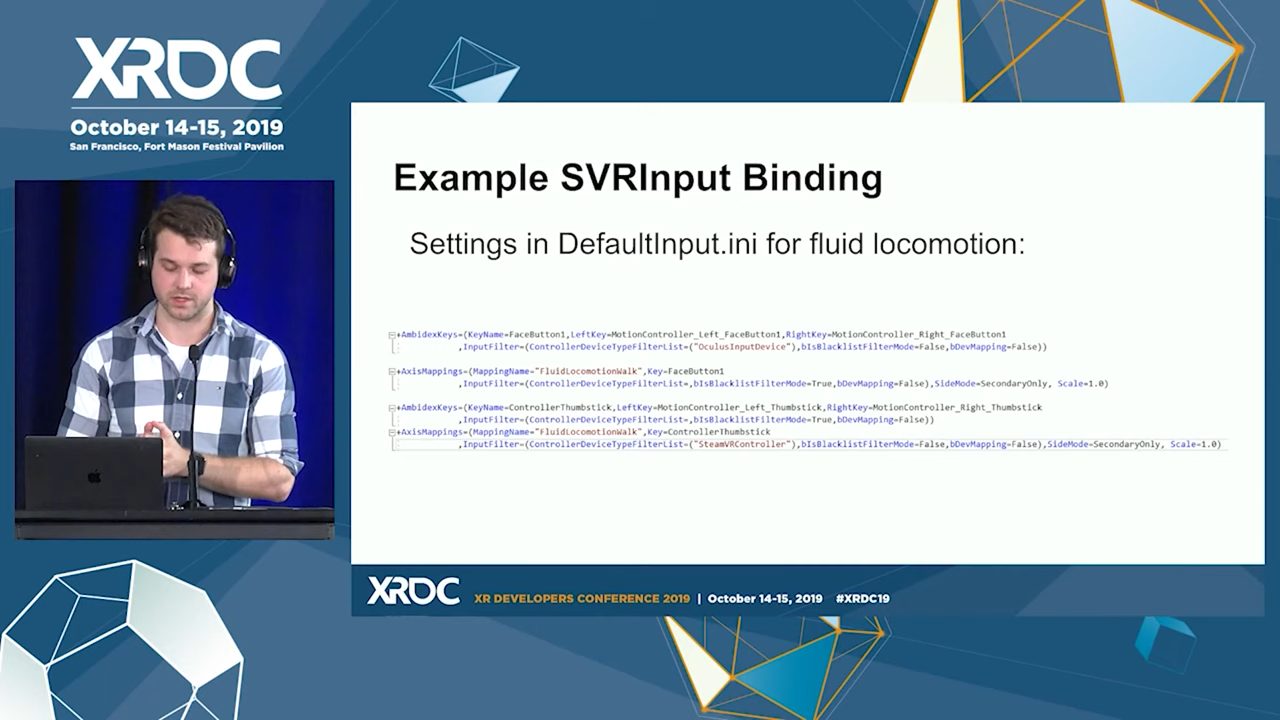 XRDC
October 14-15, 2019
San Francisco, Fort Mason Festival Pavilion
Example SVRInput Binding
Settings in DefaultInput.ini for fluid locomotion:
+AmbidexKeys=(KeyName=FaceButton1,LeftKey=MotionController_Left_FaceButton1,RightKey=MotionController_Right_FaceButton1
,InputFilter=(ControllerDeviceTypeFilterList=("OculusInputDevice"),bIsBlacklistFilterMode=False,bDevMapping=False))
+AxisMappings=(MappingName="FluidLocomotionWalk",Key=FaceButton1
,InputFilter=(ControllerDeviceTypeFilterList=,bIsBlacklistFilterMode=True,bDevMapping=False),SideMode=SecondaryOnly, Scale=1.0)
+AmbidexKeys=(KeyName=ControllerThumbstick,LeftKey=MotionController_Left_Thumbstick,RightKey=MotionController_Right_Thumbstick
,InputFilter=(ControllerDeviceTypeFilterList=,bIsBlacklistFilterMode=True,bDevMapping=False))
+AxisMappings=(MappingName="FluidLocomotionWalk",Key=ControllerThumbstick
,InputFilter=(ControllerDeviceTypeFilterList=("SteamVRController"),bIsBlacklistFilterMode=False,bDevMapping=False),SideMode=SecondaryOnly, Scale=1.0)
XRDC XR DEVELOPERS CONFERENCE 2019 | October 14-15, 2019 #XRDC19